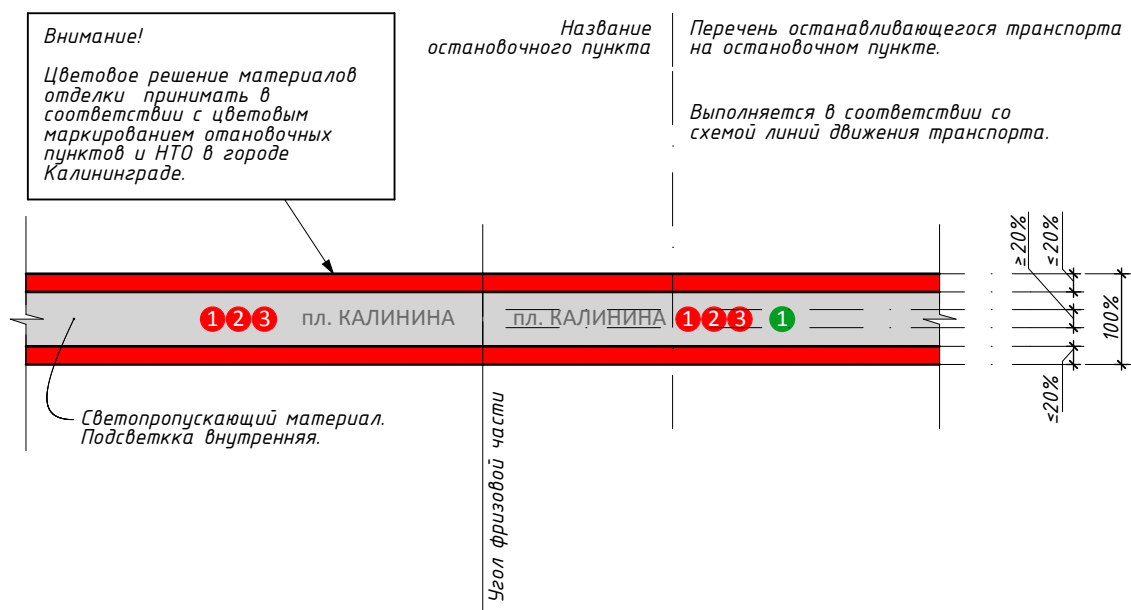 Внимание!
Цветовое решение материалов
отделки принимать в
соответствии с цветовым
маркированием отановочных
пунктов и НТО в городе
Калининграде.
Название
остановочного пункта
Перечень останавливающегося транспорта
на остановочном пункте.
Выполняется в соответствии со
схемой линий движения транспорта.
≥20%
≤20%
100%
≤20%
1 2 3 пл. КАЛИНИНА
пл. КАЛИНИНА 1 2 3 1
Светопропускающий материал.
Подсветкка внутренняя.
Угол фризовой части